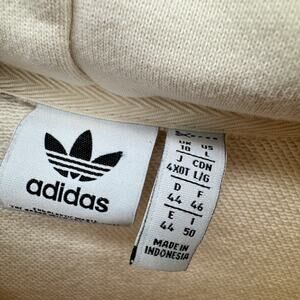 adidas
UK US
10 L
J CDN
4XOT L/G
D F
44 46
E I
44 50
MADE IN
INDONESIA